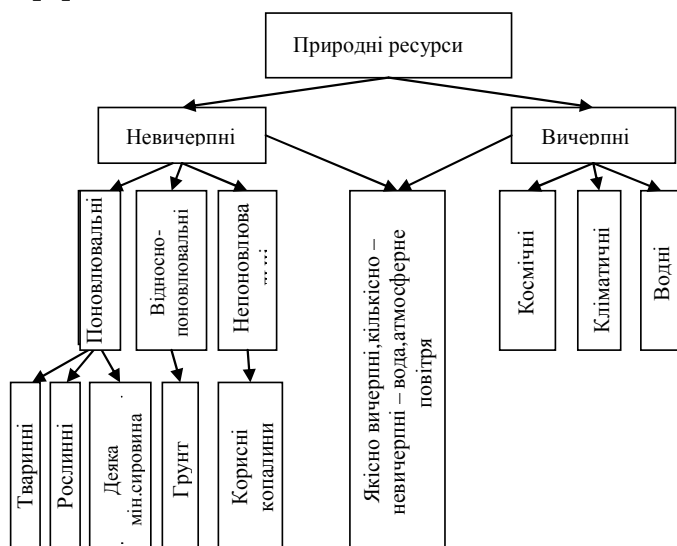 Природні ресурси
Невичерпні
Вичерпні
Поновлювальні
Відносно-
поновлювальні
Непоновлюва
Якісно вичерпні,кількісно –
невичерпні – вода,атмосферне
повітря
Космічні
Кліматичні
Водні
Тваринні
Рослинні
Деяка
мін.сировина
Грунт
Корисні
копалини